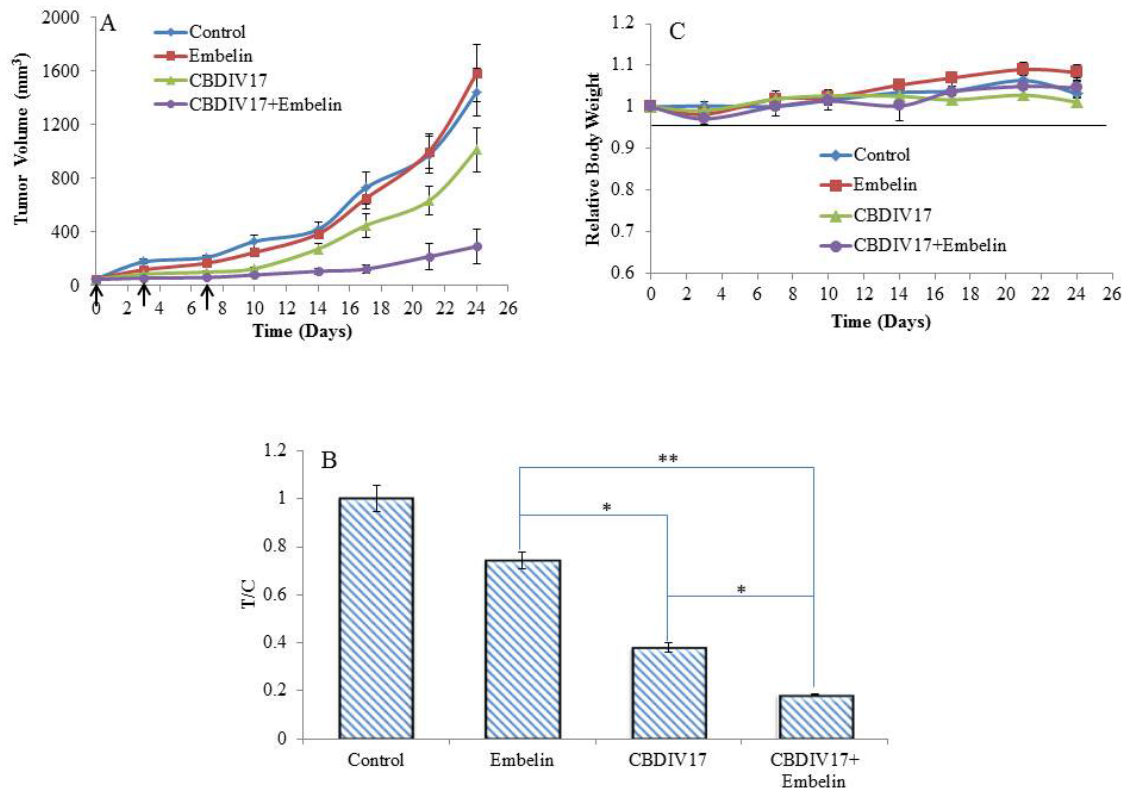 A
2000
1600
1200
800
400
0
Tumor Volume (mm³)
Control
Embelin
CBDIV17
CBDIV17+Embelin
0 2 4 6 8 10 12 14 16 18 20 22 24 26
Time (Days)
C
1.2
1.1
1
0.9
0.8
0.7
0.6
Relative Body Weight
Control
Embelin
CBDIV17
CBDIV17+Embelin
0 2 4 6 8 10 12 14 16 18 20 22 24 26
Time (Days)
B
1.2
1
0.8
0.6
0.4
0.2
0
T/C
**
*
*
Control Embelin CBDIV17 CBDIV17+
Embelin